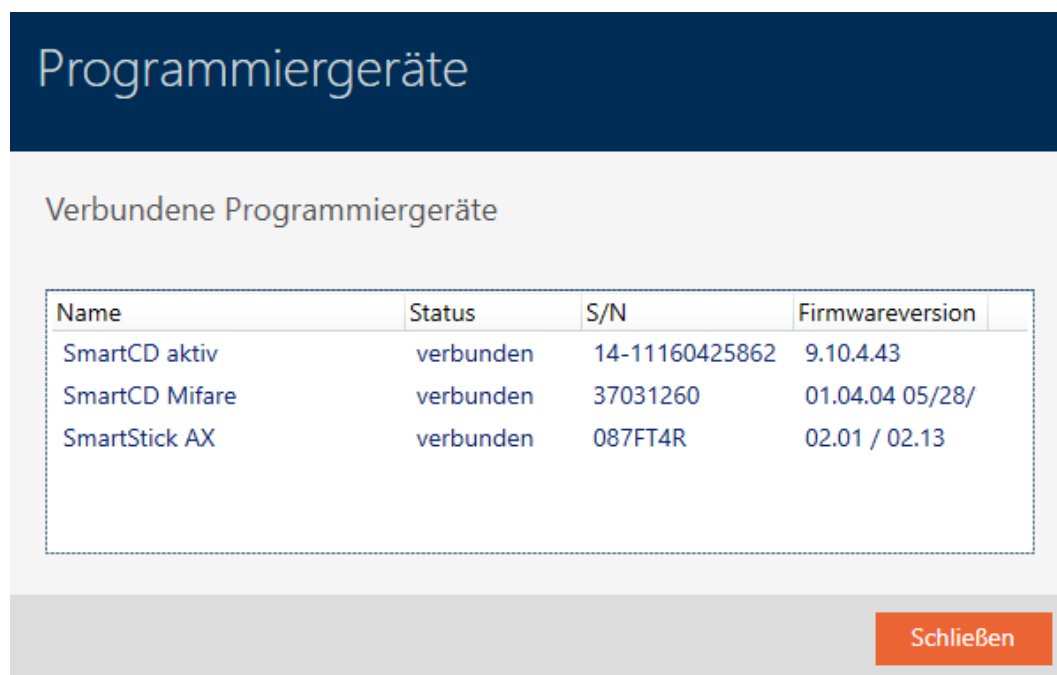 Programmiergeräte
Verbundene Programmiergeräte
Name Status S/N Firmwareversion
SmartCD aktiv verbunden 14-11160425862 9.10.4.43
SmartCD Mifare verbunden 37031260 01.04.04 05/28/
SmartStick AX verbunden 087FT4R 02.01 / 02.13
Schließen